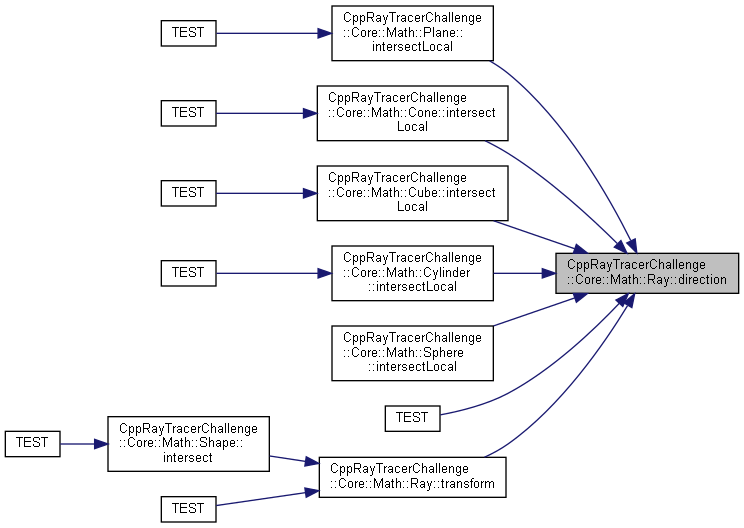 TEST
CppRayTracerChallenge
::Core::Math::Plane::
intersectLocal
TEST
CppRayTracerChallenge
::Core::Math::Cone::intersect
Local
TEST
CppRayTracerChallenge
::Core::Math::Cube::intersect
Local
TEST
CppRayTracerChallenge
::Core::Math::Cylinder
::intersectLocal
CppRayTracerChallenge
::Core::Math::Ray::direction
CppRayTracerChallenge
::Core::Math::Sphere
::intersectLocal
TEST
TEST
CppRayTracerChallenge
::Core::Math::Shape::
intersect
CppRayTracerChallenge
::Core::Math::Ray::transform
TEST